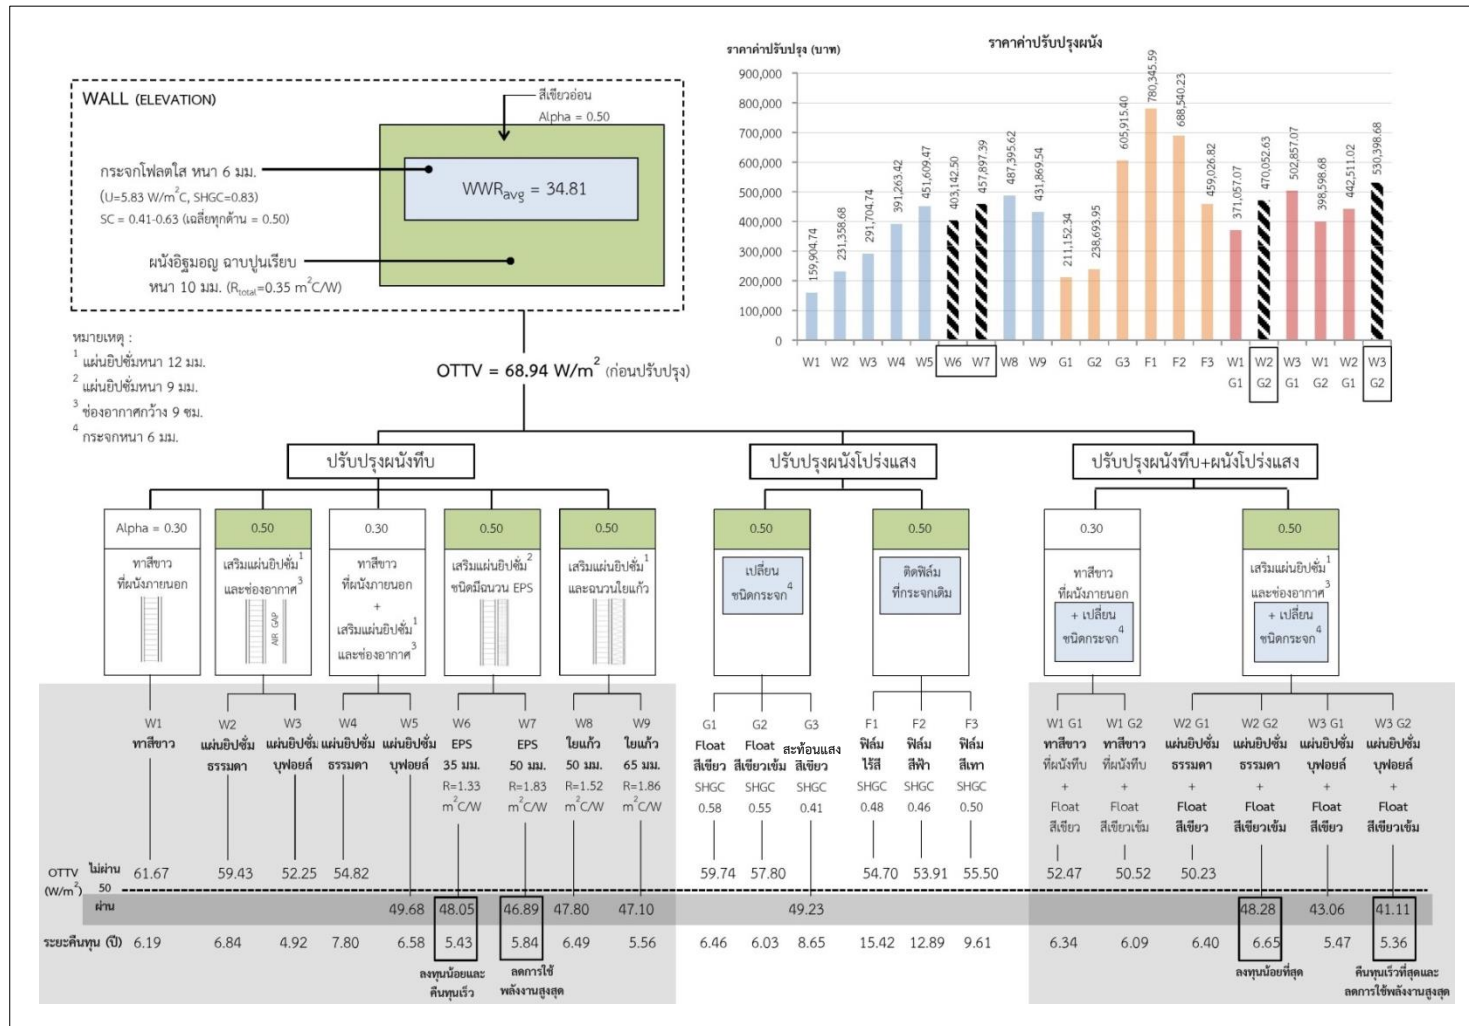 WALL (ELEVATION)
สีเขียวอ่อน
Alpha = 0.50
กระจกโฟลตใส หนา 6 มม.
(U=5.83 W/m²C, SHGC=0.83)
SC = 0.41-0.63 (เฉลี่ยทุกด้าน = 0.50)
WWRavg = 34.81
ผนังอิฐมอญ ฉาบปูนเรียบ
หนา 10 มม. (Rtotal=0.35 m²C/W)
หมายเหตุ :
1 แผ่นยิปซั่มหนา 12 มม.
2 แผ่นยิปซั่มหนา 9 มม.
3 ช่องอากาศกว้าง 9 ซม.
4 กระจกหนา 6 มม.
OTTV = 68.94 W/m² (ก่อนปรับปรุง)
ราคาค่าปรับปรุง (บาท)
ราคาค่าปรับปรุงผนัง
900,000
800,000
700,000
600,000
500,000
400,000
300,000
200,000
100,000
0
159,904.74 231,358.68 291,704.74 391,263.42 451,609.47 403,142.50 457,897.39 487,395.62 431,869.54 211,152.34 238,693.95 605,915.40 780,345.59 688,540.23 459,026.82 371,057.07 470,052.63 502,857.07 398,598.68 442,511.02 530,398.68
W1 W2 W3 W4 W5 W6 W7 W8 W9 G1 G2 G3 F1 F2 F3 W1 W2 W3 W1 W2 W3
G1 G2 G1 G2 G1 G2
ปรับปรุงผนังทึบ
ปรับปรุงผนังโปร่งแสง
ปรับปรุงผนังทึบ+ผนังโปร่งแสง
Alpha = 0.30
ทาสีขาว
ที่ผนังภายนอก
0.50
เสริมแผ่นยิปซั่ม1
และช่องอากาศ3
AIR GAP
0.30
ทาสีขาว
ที่ผนังภายนอก
+
เสริมแผ่นยิปซั่ม1
และช่องอากาศ3
0.50
เสริมแผ่นยิปซั่ม2
ชนิดมีฉนวน EPS
0.50
เสริมแผ่นยิปซั่ม1
และฉนวนใยแก้ว
0.50
เปลี่ยน
ชนิดกระจก4
0.50
ติดฟิล์ม
ที่กระจกเดิม
0.30
ทาสีขาว
ที่ผนังภายนอก
+ เปลี่ยน
ชนิดกระจก4
0.50
เสริมแผ่นยิปซั่ม1
และช่องอากาศ3
+ เปลี่ยน
ชนิดกระจก4
W1
ทาสีขาว
W2
แผ่นยิปซั่ม
ธรรมดา
W3
แผ่นยิปซั่ม
บุฟอยล์
W4
แผ่นยิปซั่ม
ธรรมดา
W5
แผ่นยิปซั่ม
บุฟอยล์
W6
EPS
35 มม.
R=1.33
m²C/W
W7
EPS
50 มม.
R=1.83
m²C/W
W8
ใยแก้ว
50 มม.
R=1.52
m²C/W
W9
ใยแก้ว
65 มม.
R=1.86
m²C/W
G1
Float
สีเขียว
SHGC
0.58
G2
Float
สีเขียวเข้ม
SHGC
0.55
G3
สะท้อนแสง
สีเขียว
SHGC
0.41
F1
ฟิล์ม
ไร้สี
SHGC
0.48
F2
ฟิล์ม
สีฟ้า
SHGC
0.46
F3
ฟิล์ม
สีเทา
SHGC
0.50
W1 G1
ทาสีขาว
ที่ผนังทึบ
+
Float
สีเขียว
W1 G2
ทาสีขาว
ที่ผนังทึบ
+
Float
สีเขียวเข้ม
W2 G1
แผ่นยิปซั่ม
ธรรมดา
+
Float
สีเขียว
W2 G2
แผ่นยิปซั่ม
ธรรมดา
+
Float
สีเขียวเข้ม
W3 G1
แผ่นยิปซั่ม
บุฟอยล์
+
Float
สีเขียว
W3 G2
แผ่นยิปซั่ม
บุฟอยล์
+
Float
สีเขียวเข้ม
OTTV
(W/m²)
ไม่ผ่าน 61.67 59.43 52.25 54.82 59.74 57.80 54.70 53.91 55.50 52.47 50.52 50.23
50
ผ่าน 49.68 48.05 46.89 47.80 47.10 49.23 48.28 43.06 41.11
ระยะคืนทุน (ปี) 6.19 6.84 4.92 7.80 6.58 5.43 5.84 6.49 5.56 6.46 6.03 8.65 15.42 12.89 9.61 6.34 6.09 6.40 6.65 5.47 5.36
ลงทุนน้อยและ
คืนทุนเร็ว
ลดการใช้
พลังงานสูงสุด
ลงทุนน้อยที่สุด
คืนทุนเร็วที่สุดและ
ลดการใช้พลังงานสูงสุด